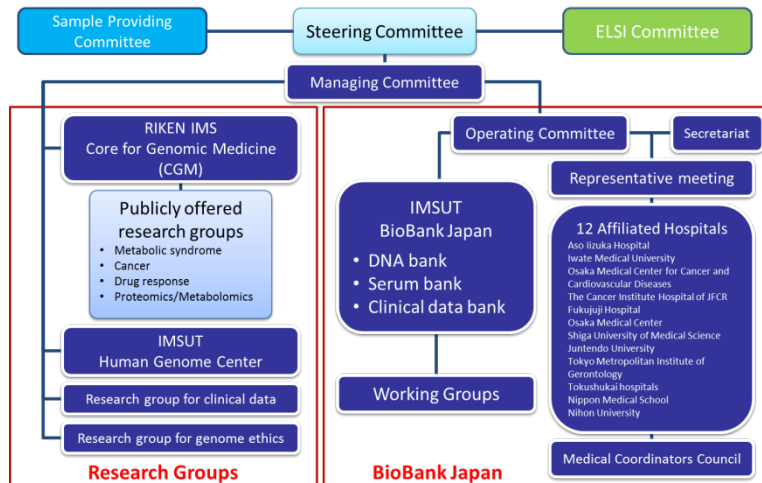 Sample Providing
Committee
Steering Committee
ELSI Committee
Managing Committee
RIKEN IMS
Core for Genomic Medicine
(CGM)
Publicly offered
research groups
• Metabolic syndrome
• Cancer
• Drug response
• Proteomics/Metabolomics
IMSUT
Human Genome Center
Research group for clinical data
Research group for genome ethics
Research Groups
Operating Committee
Secretariat
Representative meeting
IMSUT
BioBank Japan
• DNA bank
• Serum bank
• Clinical data bank
Working Groups
12 Affiliated Hospitals
Aso Iizuka Hospital
Iwate Medical University
Osaka Medical Center for Cancer and
Cardiovascular Diseases
The Cancer Institute Hospital of JFCR
Fukujuji Hospital
Osaka Medical Center
Shiga University of Medical Science
Juntendo University
Tokyo Metropolitan Institute of
Gerontology
Tokushukai hospitals
Nippon Medical School
Nihon University
Medical Coordinators Council
BioBank Japan